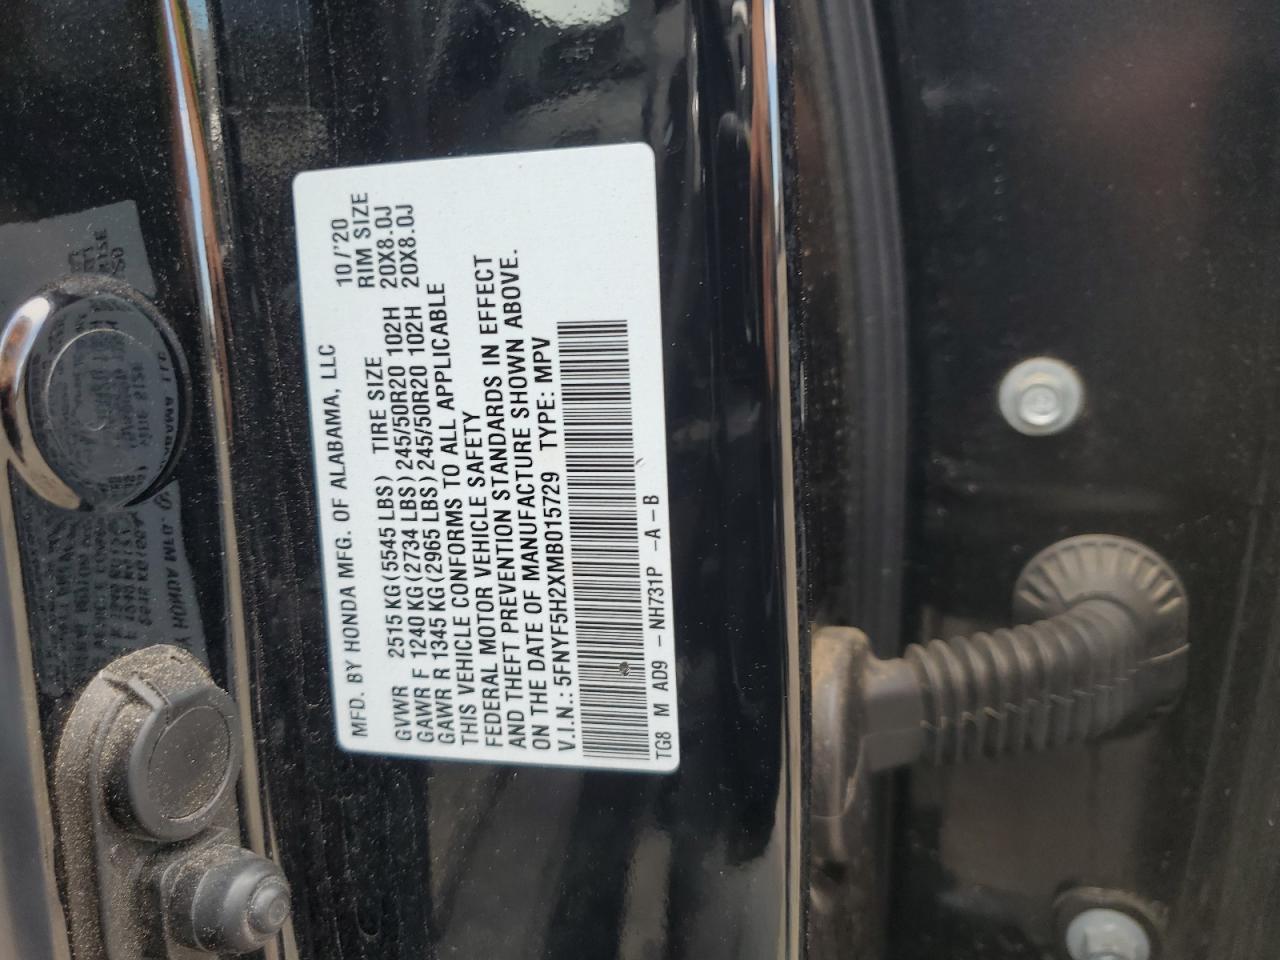 MFD. BY HONDA MFG. OF ALABAMA, LLC 10/'20
GVWR 2515 KG (5545 LBS) TIRE SIZE RIM SIZE
GAWR F 1240 KG (2734 LBS) 245/50R20 102H 20X8.0J
GAWR R 1345 KG (2965 LBS) 245/50R20 102H 20X8.0J
THIS VEHICLE CONFORMS TO ALL APPLICABLE
FEDERAL MOTOR VEHICLE SAFETY
AND THEFT PREVENTION STANDARDS IN EFFECT
ON THE DATE OF MANUFACTURE SHOWN ABOVE.
V.I.N.: 5FNYF5H2XMB015729 TYPE: MPV
TG8 M AD9 -NH731P -A -B